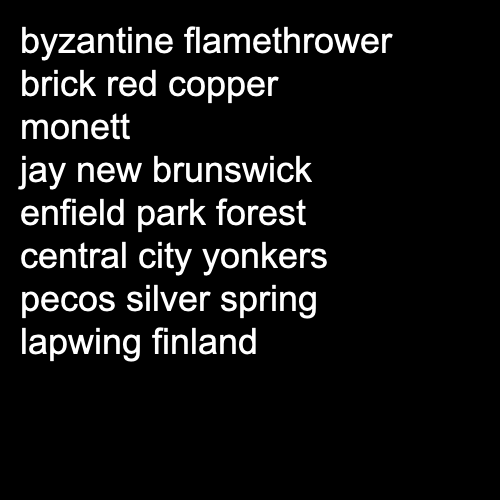 byzantine flamethrower
brick red copper
monett
jay new brunswick
enfield park forest
central city yonkers
pecos silver spring
lapwing finland